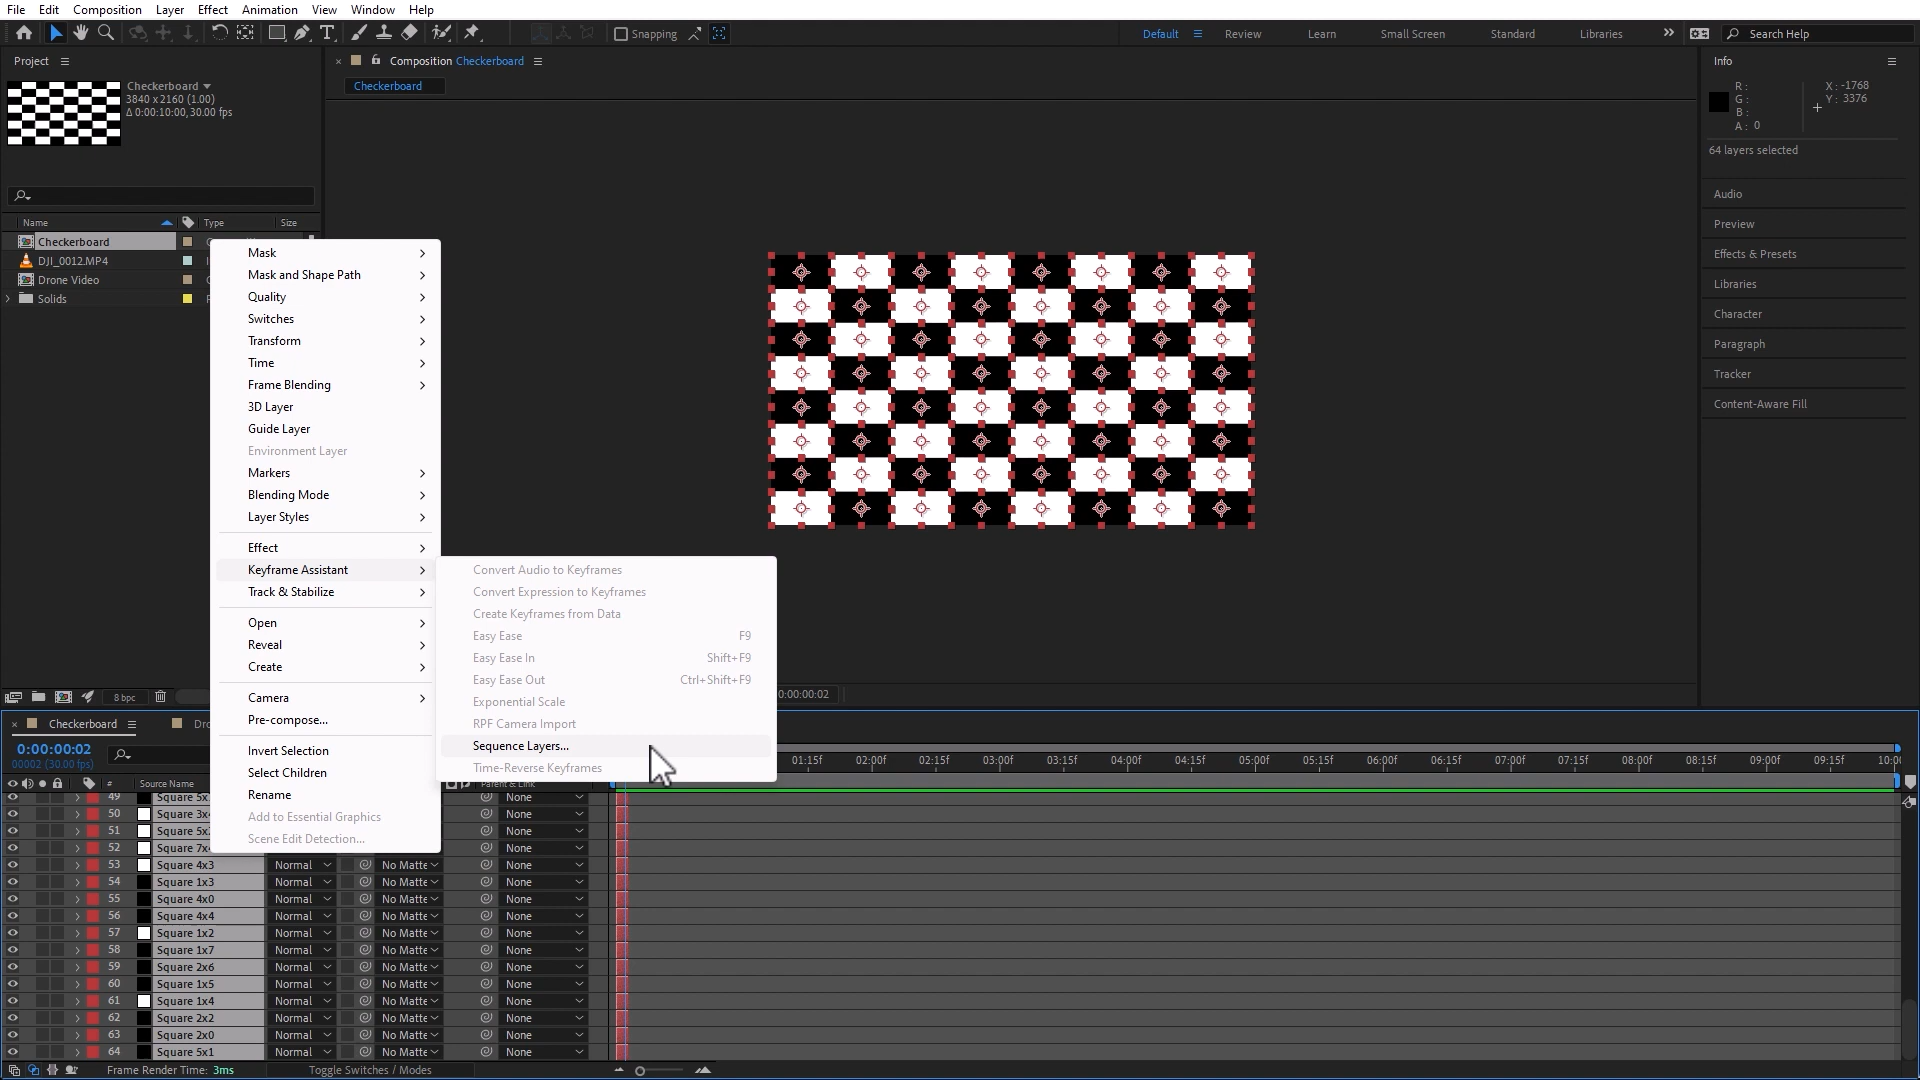 File Edit Composition Layer Effect Animation View Window Help
Snapping
Default
Review
Learn
Small Screen
Standard
Libraries
Search Help
Project
Checkerboard
3840 x 2160 (1.00)
Δ 0:00:10:00, 30.00 fps
Name Type Size
Checkerboard
DJI_0012.MP4
Drone Video
Solids
8 bpc
Composition Checkerboard
Checkerboard
0:00:00:02
Info
R :
G :
B :
A : 0
X : -1768
Y : 3376
64 layers selected
Audio
Preview
Effects & Presets
Libraries
Character
Paragraph
Tracker
Content-Aware Fill
Mask
Mask and Shape Path
Quality
Switches
Transform
Time
Frame Blending
3D Layer
Guide Layer
Environment Layer
Markers
Blending Mode
Layer Styles
Effect
Keyframe Assistant
Track & Stabilize
Open
Reveal
Create
Camera
Pre-compose...
Invert Selection
Select Children
Rename
Add to Essential Graphics
Scene Edit Detection...
Convert Audio to Keyframes
Convert Expression to Keyframes
Create Keyframes from Data
Easy Ease F9
Easy Ease In Shift+F9
Easy Ease Out Ctrl+Shift+F9
Exponential Scale
RPF Camera Import
Sequence Layers...
Time-Reverse Keyframes
Checkerboard
0:00:00:02
00002 (30.00 fps)
# Source Name Parent & Link
01:15f 02:00f 02:15f 03:00f 03:15f 04:00f 04:15f 05:00f 05:15f 06:00f 06:15f 07:00f 07:15f 08:00f 08:15f 09:00f 09:15f
49 Square None
50 Square None
51 Square None
52 Square None
53 Square 4x3 Normal No Matte None
54 Square 1x3 Normal No Matte None
55 Square 4x0 Normal No Matte None
56 Square 4x4 Normal No Matte None
57 Square 1x2 Normal No Matte None
58 Square 1x7 Normal No Matte None
59 Square 2x6 Normal No Matte None
60 Square 1x5 Normal No Matte None
61 Square 1x4 Normal No Matte None
62 Square 2x2 Normal No Matte None
63 Square 2x0 Normal No Matte None
64 Square 5x1 Normal No Matte None
Frame Render Time: 3ms
Toggle Switches / Modes